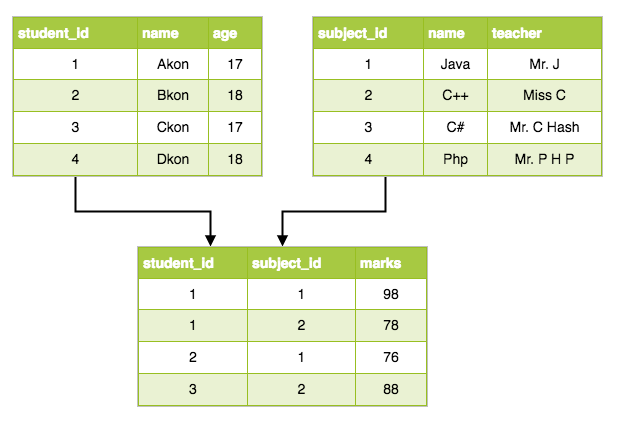 student_id name age
1 Akon 17
2 Bkon 18
3 Ckon 17
4 Dkon 18
subject_id name teacher
1 Java Mr. J
2 C++ Miss C
3 C# Mr. C Hash
4 Php Mr. P H P
student_id subject_id marks
1 1 98
1 2 78
2 1 76
3 2 88